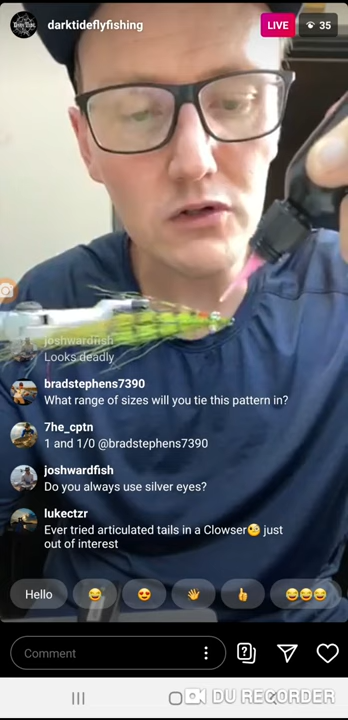 darktideflyfishing
LIVE
35
joshwardfish
Looks deadly
bradstephens7390
What range of sizes will you tie this pattern in?
7he_cptn
1 and 1/0 @bradstephens7390
joshwardfish
Do you always use silver eyes?
lukectzr
Ever tried articulated tails in a Clowser🧐 just
out of interest
Hello
Comment
DU RECORDER